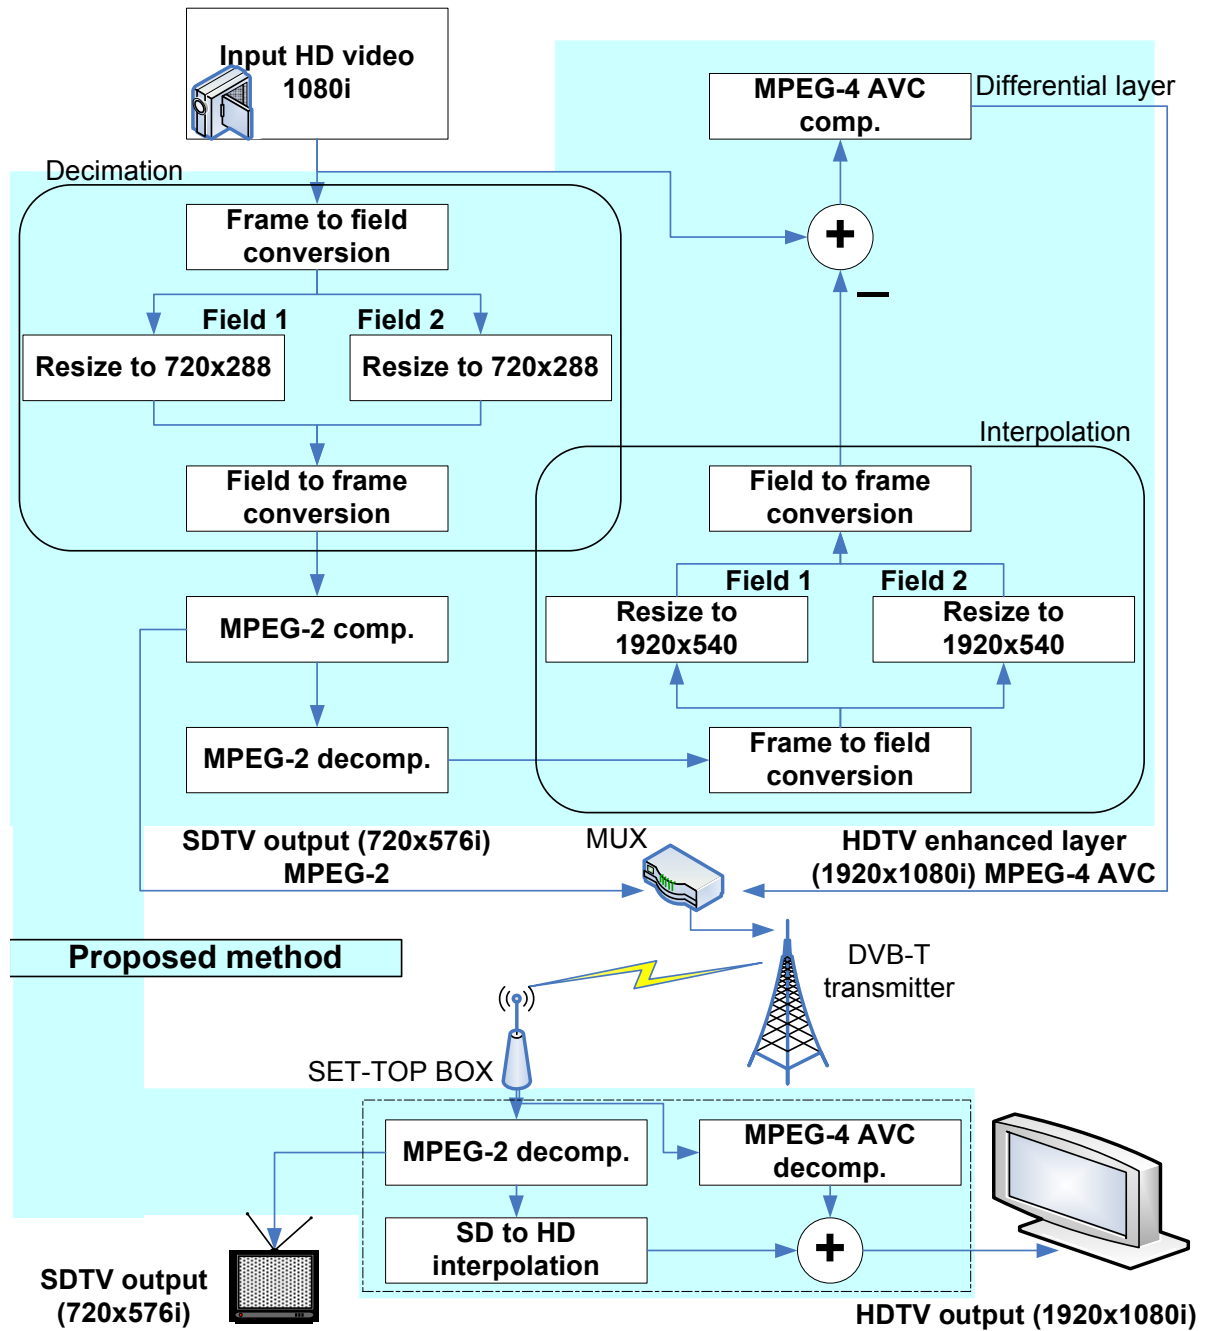 Input HD video
1080i
MPEG-4 AVC
comp.
Differential layer
Decimation
Frame to field
conversion
+
−
Field 1
Field 2
Resize to 720x288
Resize to 720x288
Interpolation
Field to frame
conversion
Field to frame
conversion
Field 1
Field 2
Resize to
1920x540
Resize to
1920x540
MPEG-2 comp.
MPEG-2 decomp.
Frame to field
conversion
SDTV output (720x576i)
MPEG-2
MUX
HDTV enhanced layer
(1920x1080i) MPEG-4 AVC
Proposed method
DVB-T
transmitter
SET-TOP BOX
MPEG-2 decomp.
MPEG-4 AVC
decomp.
SD to HD
interpolation
+
SDTV output
(720x576i)
HDTV output (1920x1080i)